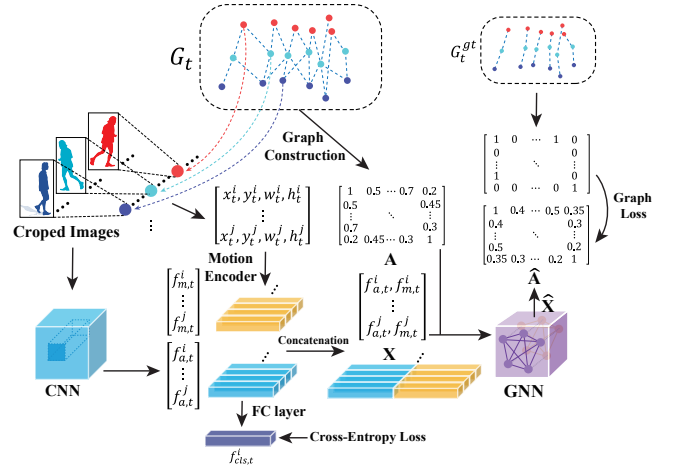 G_t
G_t^{gt}
Graph
Construction
Croped Images
x_t^i, y_t^i, w_t^i, h_t^i
⋮
x_t^j, y_t^j, w_t^j, h_t^j
1 0.5 ⋯ 0.7 0.2
0.5 0.45
⋮ ⋱ ⋮
0.7 0.3
0.2 0.45 ⋯ 0.3 1
A
1 0 ⋯ 1 0
0 0
⋮ ⋱ ⋮
1 0
0 0 ⋯ 0 1
Graph
Loss
1 0.4 ⋯ 0.5 0.35
0.4 0.3
⋮ ⋱ ⋮
0.5 0.2
0.35 0.3 ⋯ 0.2 1
Â
X̂
Motion
Encoder
f_{m,t}^i
⋮
f_{m,t}^j
f_{a,t}^i
⋮
f_{a,t}^j
f_{a,t}^i, f_{m,t}^i
⋮
f_{a,t}^j, f_{m,t}^j
Concatenation
X
CNN
GNN
FC layer
Cross-Entropy Loss
f_{cls,t}^i